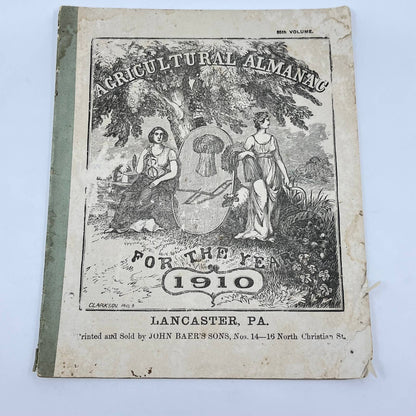 85th VOLUME.
AGRICULTURAL ALMANAC
FOR THE YEAR
1910
LANCASTER, PA.
Printed and Sold by JOHN BAER'S SONS, Nos. 14—16 North Christian St.